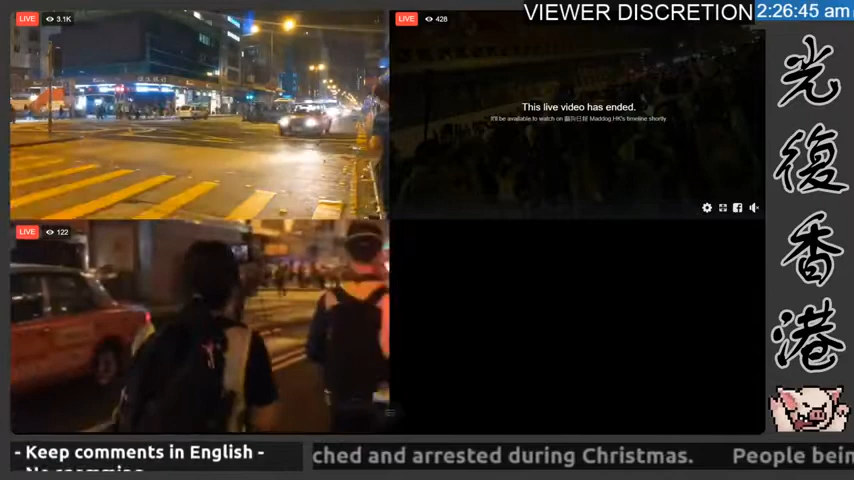 VIEWER DISCRETION
2:26:45 am
LIVE
3.1K
LIVE
428
This live video has ended.
LIVE
122
光
復
香
港
- Keep comments in English -
ched and arrested during Christmas. People bein